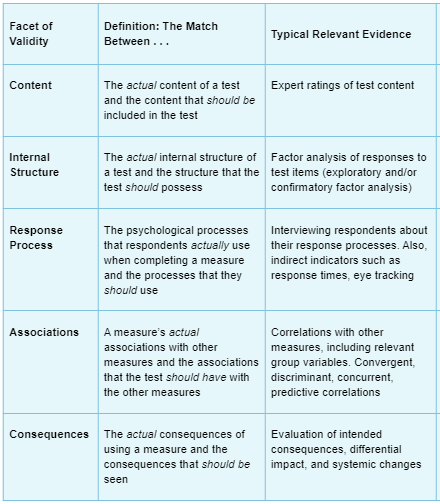 Facet of
Validity
Definition: The Match
Between . . .
Typical Relevant Evidence
Content
The actual content of a test
and the content that should be
included in the test
Expert ratings of test content
Internal
Structure
The actual internal structure of
a test and the structure that the
test should possess
Factor analysis of responses to
test items (exploratory and/or
confirmatory factor analysis)
Response
Process
The psychological processes
that respondents actually use
when completing a measure
and the processes that they
should use
Interviewing respondents about
their response processes. Also,
indirect indicators such as
response times, eye tracking
Associations
A measure's actual
associations with other
measures and the associations
that the test should have with
the other measures
Correlations with other
measures, including relevant
group variables. Convergent,
discriminant, concurrent,
predictive correlations
Consequences
The actual consequences of
using a measure and the
consequences that should be
seen
Evaluation of intended
consequences, differential
impact, and systemic changes